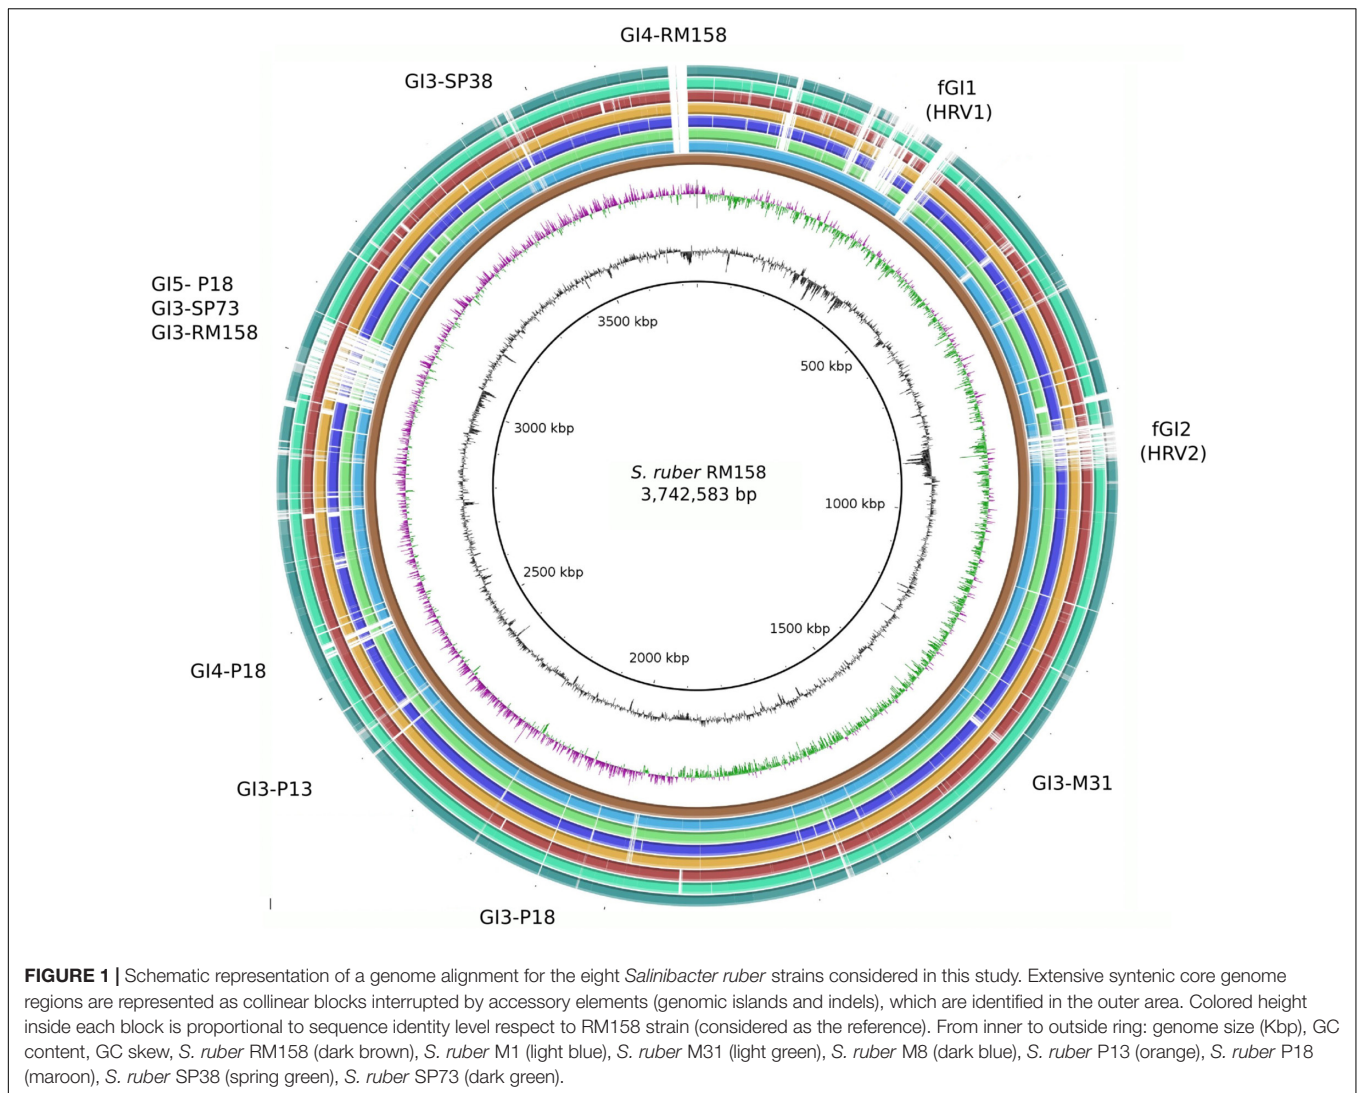 GI4-RM158
GI3-SP38
fGI1
(HRV1)
GI5- P18
GI3-SP73
GI3-RM158
3500 kbp
500 kbp
3000 kbp
fGI2
(HRV2)
S. ruber RM158
3,742,583 bp
1000 kbp
2500 kbp
1500 kbp
2000 kbp
GI4-P18
GI3-P13
GI3-M31
GI3-P18
FIGURE 1 | Schematic representation of a genome alignment for the eight Salinibacter ruber strains considered in this study. Extensive syntenic core genome
regions are represented as collinear blocks interrupted by accessory elements (genomic islands and indels), which are identified in the outer area. Colored height
inside each block is proportional to sequence identity level respect to RM158 strain (considered as the reference). From inner to outside ring: genome size (Kbp), GC
content, GC skew, S. ruber RM158 (dark brown), S. ruber M1 (light blue), S. ruber M31 (light green), S. ruber M8 (dark blue), S. ruber P13 (orange), S. ruber P18
(maroon), S. ruber SP38 (spring green), S. ruber SP73 (dark green).